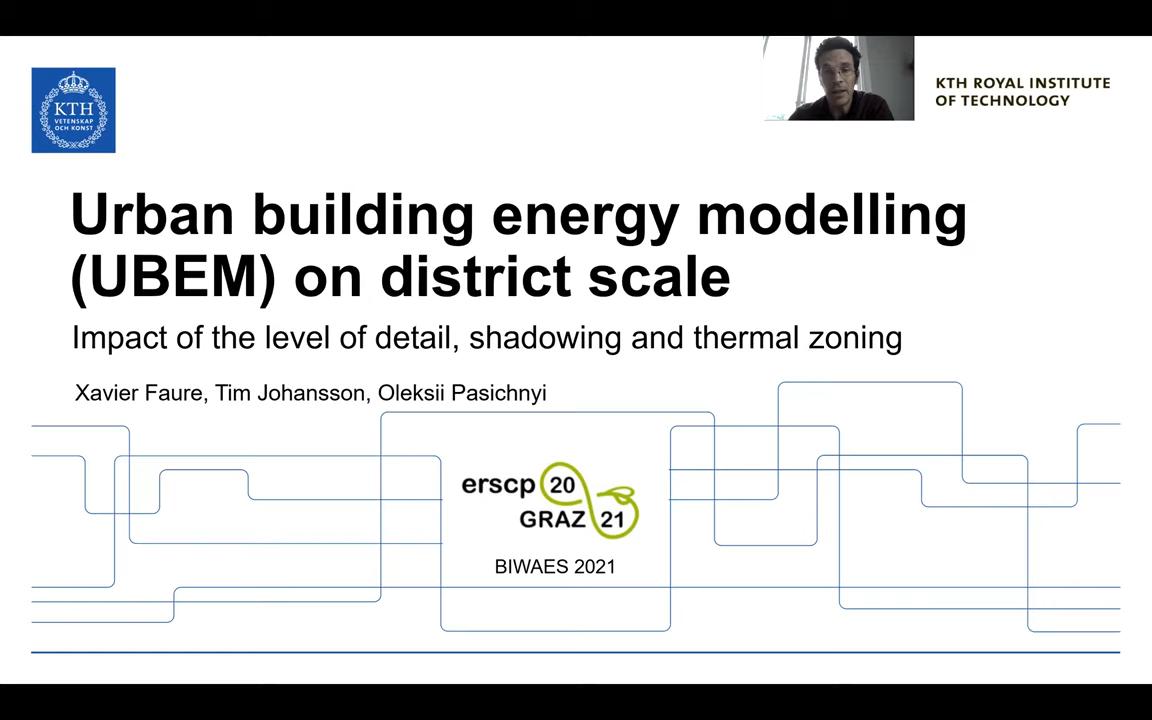 KTH
VETENSKAP
OCH KONST
KTH ROYAL INSTITUTE
OF TECHNOLOGY
Urban building energy modelling
(UBEM) on district scale
Impact of the level of detail, shadowing and thermal zoning
Xavier Faure, Tim Johansson, Oleksii Pasichnyi
erscp 20
GRAZ 21
BIWAES 2021